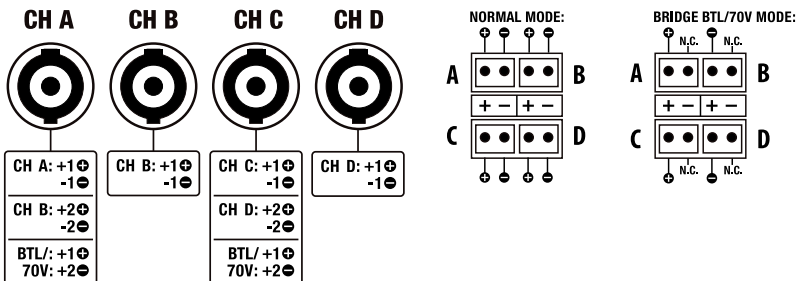 CH A
CH B
CH C
CH D
CH A: +1⊕
-1⊖
CH B: +2⊕
-2⊖
BTL/: +1⊕
70V: +2⊖
CH B: +1⊕
-1⊖
CH C: +1⊕
-1⊖
CH D: +2⊕
-2⊖
BTL/ +1⊕
70V: +2⊖
CH D: +1⊕
-1⊖
NORMAL MODE:
⊕ ⊖ ⊕ ⊖
A B
+ − + −
C D
⊕ ⊖ ⊕ ⊖
BRIDGE BTL/70V MODE:
⊕ N.C. ⊖ N.C.
A B
+ − + −
C D
⊕ N.C. ⊖ N.C.